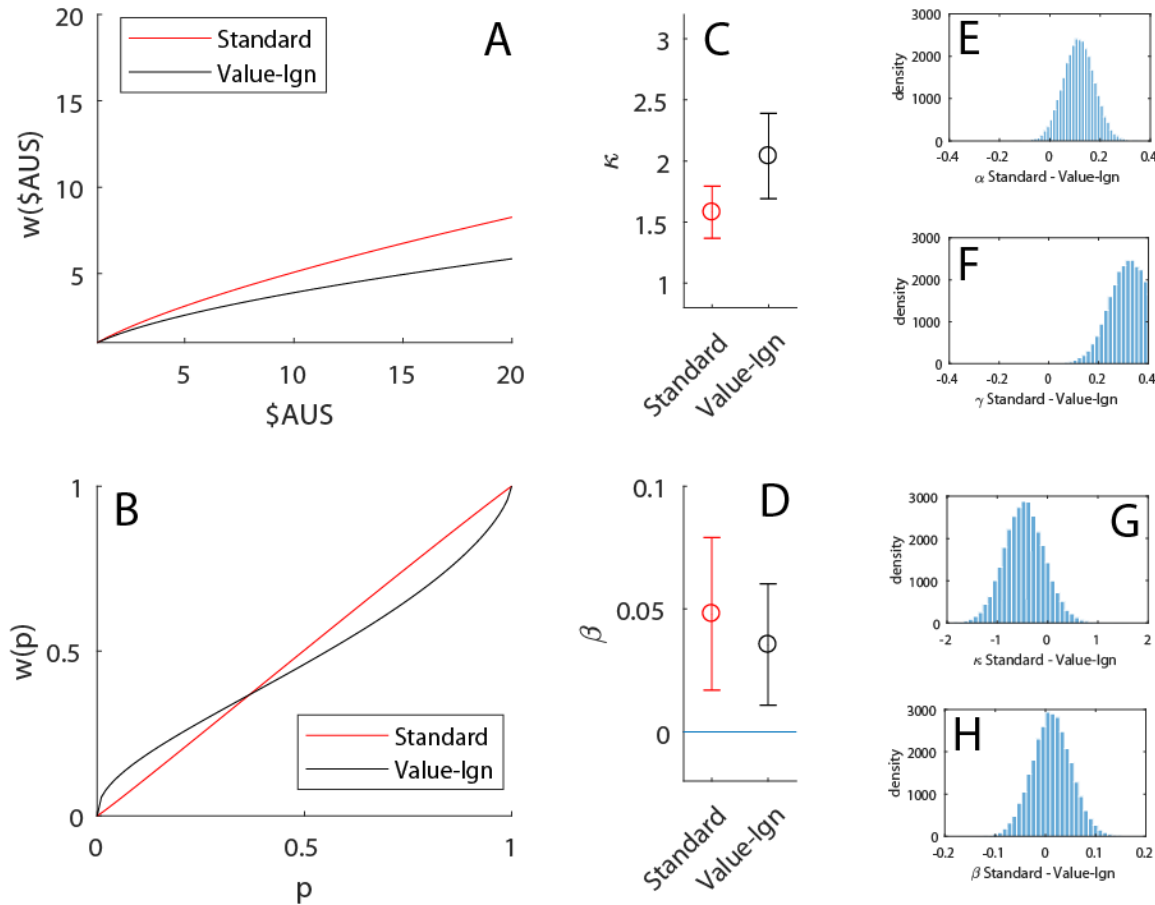 A
20
15
10
5
w($AUS)
Standard
Value-Ign
5
10
15
20
$AUS
B
1
0.5
0
w(p)
Standard
Value-Ign
0
0.5
1
p
C
3
2.5
2
1.5
1
κ
Standard
Value-Ign
D
0.1
0.05
0
β
Standard
Value-Ign
E
3000
2000
1000
0
density
-0.4
-0.2
0
0.2
0.4
α Standard - Value-Ign
F
3000
2000
1000
0
density
-0.4
-0.2
0
0.2
0.4
γ Standard - Value-Ign
G
3000
2000
1000
0
density
-2
-1
0
1
2
κ Standard - Value-Ign
H
3000
2000
1000
0
density
-0.2
-0.1
0
0.1
0.2
β Standard - Value-Ign